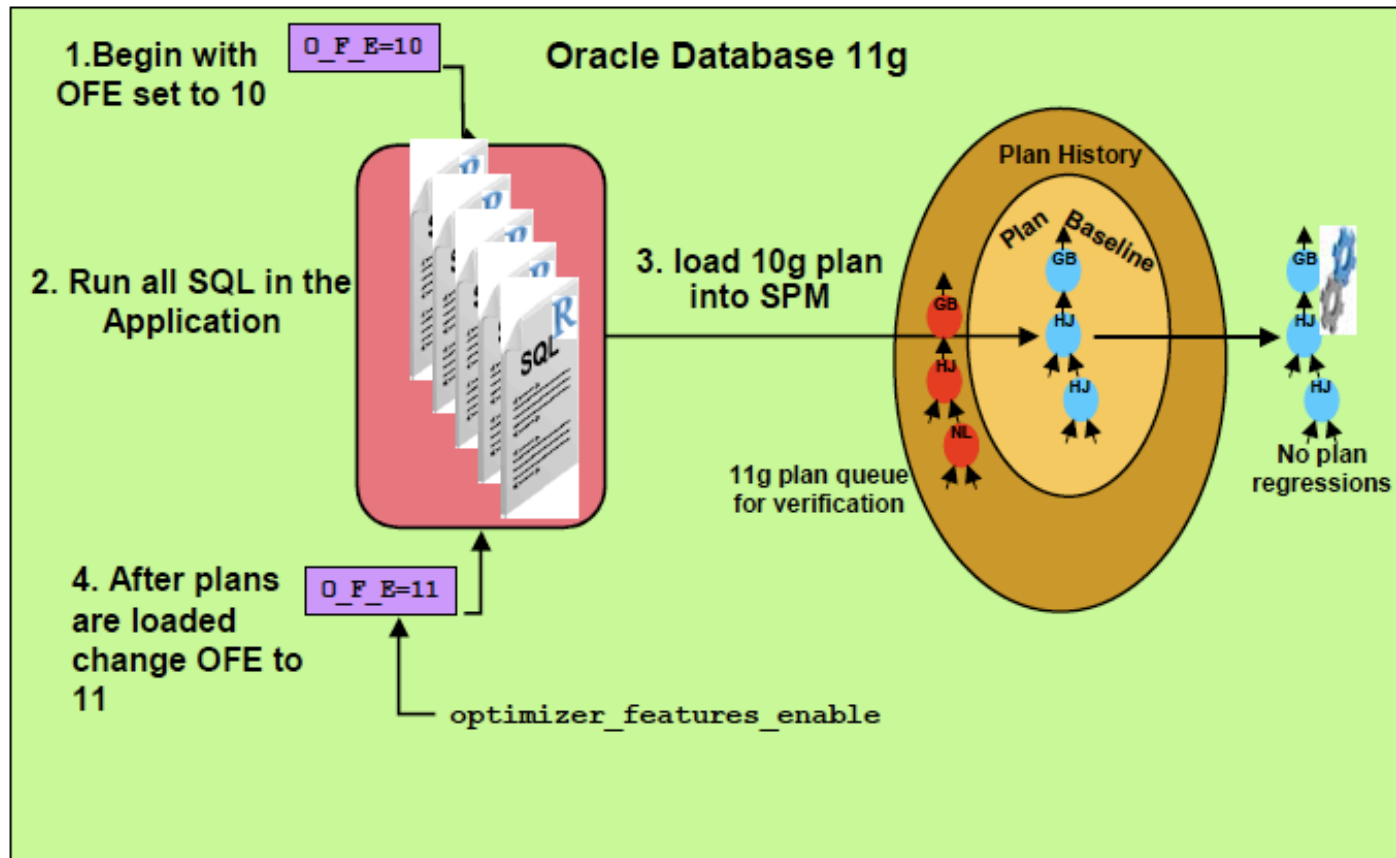 1.Begin with
OFE set to 10
O_F_E=10
Oracle Database 11g
2. Run all SQL in the
Application
R
R
R
R
R
SQL
3. load 10g plan
into SPM
Plan History
Plan Baseline
GB
HJ
NL
GB
HJ
HJ
GB
HJ
HJ
11g plan queue
for verification
No plan
regressions
4. After plans
are loaded
change OFE to
11
O_F_E=11
optimizer_features_enable